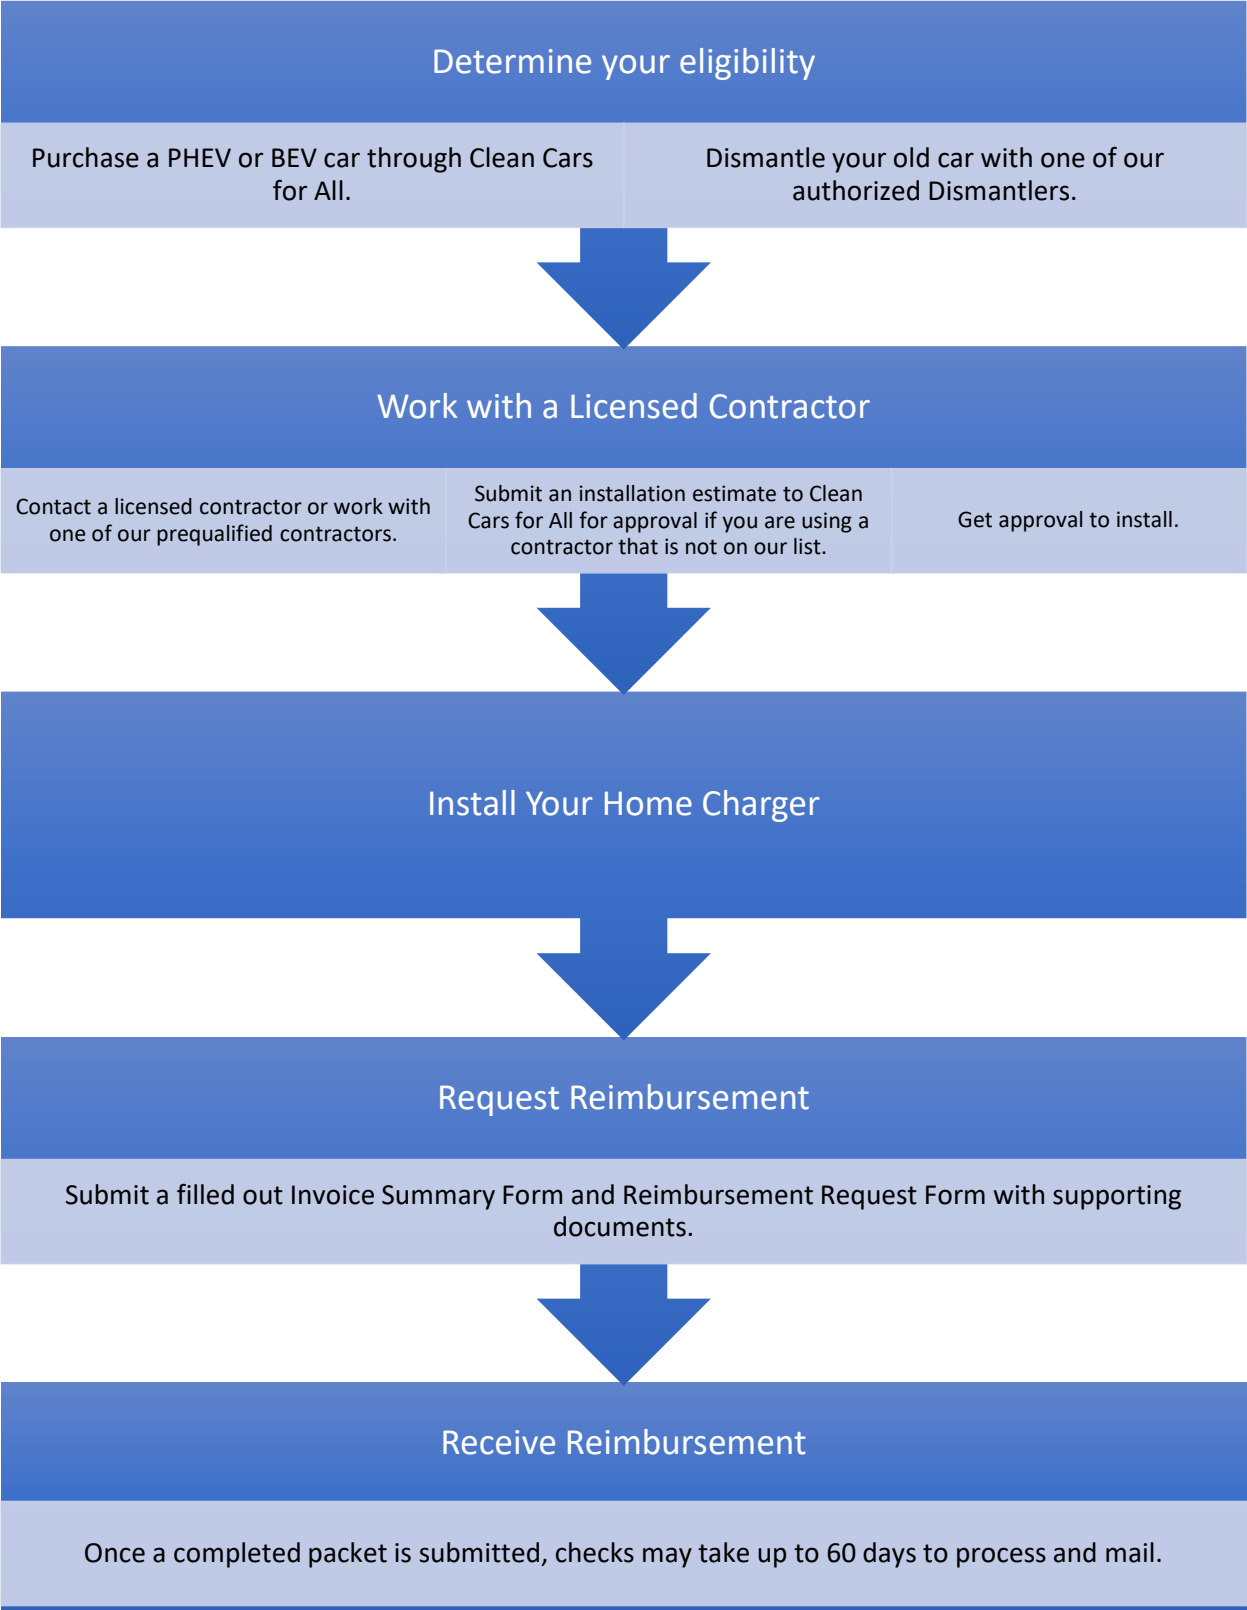 Determine your eligibility
Purchase a PHEV or BEV car through Clean Cars
for All.
Dismantle your old car with one of our
authorized Dismantlers.
Work with a Licensed Contractor
Contact a licensed contractor or work with
one of our prequalified contractors.
Submit an installation estimate to Clean
Cars for All for approval if you are using a
contractor that is not on our list.
Get approval to install.
Install Your Home Charger
Request Reimbursement
Submit a filled out Invoice Summary Form and Reimbursement Request Form with supporting
documents.
Receive Reimbursement
Once a completed packet is submitted, checks may take up to 60 days to process and mail.